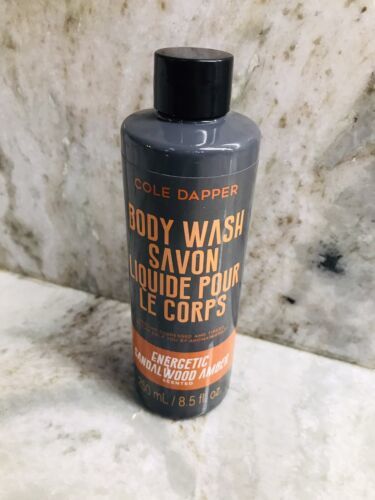 COLE DAPPER
BODY WASH
SAVON
LIQUIDE POUR
LE CORPS
ENERGETIC
SANDALWOOD AMBER
SCENTED
250 mL / 8.5 fl oz